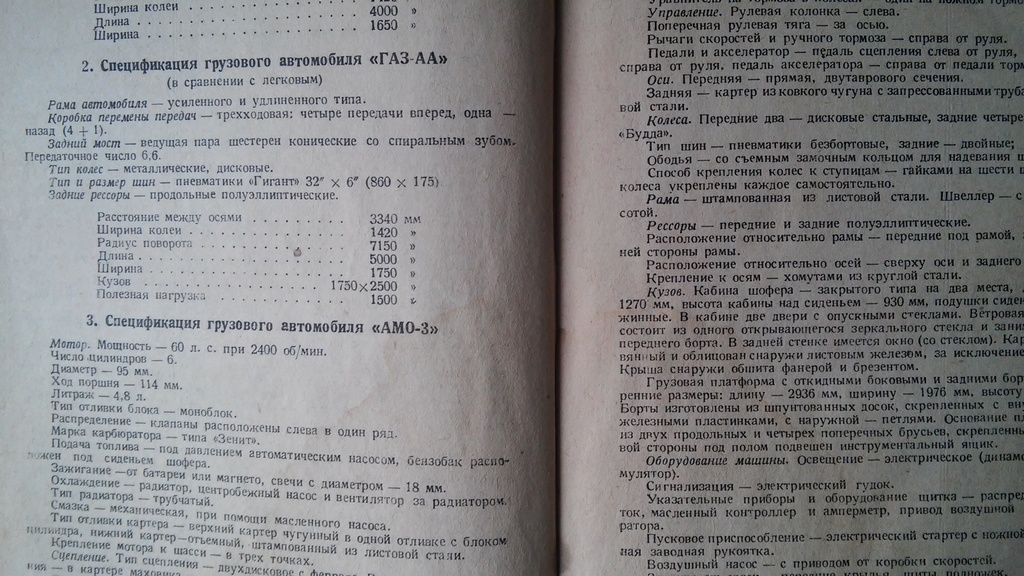 Ширина колеи . . . . . . . . . . . . .
Длина . . . . . . . . . . . . . 4000 »
Ширина . . . . . . . . . . . . . 1650 »
2. Спецификация грузового автомобиля «ГАЗ-АА»
(в сравнении с легковым)
Рама автомобиля — усиленного и удлиненного типа.
Коробка перемены передач — трехходовая: четыре передачи вперед, одна —
назад (4 + 1).
Задний мост — ведущая пара шестерен конические со спиральным зубом.
Передаточное число 6,6.
Тип колес — металлические, дисковые.
Тип и размер шин — пневматики «Гигант» 32″ × 6″ (860 × 175)
Задние рессоры — продольные полуэллиптические.
Расстояние между осями . . . . . . . . 3340 мм
Ширина колеи . . . . . . . . . . . . 1420 »
Радиус поворота . . . . . . . . . . . 7150 »
Длина . . . . . . . . . . . . . . . 5000 »
Ширина . . . . . . . . . . . . . . 1750 »
Кузов . . . . . . . . . . . . . 1750×2500 »
Полезная нагрузка . . . . . . . . . . 1500
3. Спецификация грузового автомобиля «АМО-3»
Мотор. Мощность — 60 л. с. при 2400 об/мин.
Число цилиндров — 6.
Диаметр — 95 мм.
Ход поршня — 114 мм.
Литраж — 4,8 л.
Тип отливки блока — моноблок.
Распределение — клапаны расположены слева в один ряд.
Марка карбюратора — типа «Зенит».
Подача топлива — под давлением автоматическим насосом, бензобак распо-
ложен под сиденьем шофера.
Зажигание — от батареи или магнето, свечи с диаметром — 18 мм.
Охлаждение — радиатор, центробежный насос и вентилятор за радиатором.
Тип радиатора — трубчатый.
Смазка — механическая, при помощи масленного насоса.
Тип отливки картера — верхний картер чугунный в одной отливке с блоком
цилиндра, нижний картер — отъемный, штампованный из листовой стали.
Крепление мотора к шасси — в трех точках.
Сцепление. Тип сцепления — двухдисковое с
ния — в картере маховика
Управление. Рулевая колонка — слева.
Поперечная рулевая тяга — за осью.
Рычаги скоростей и ручного тормоза — справа от руля.
Педали и акселератор — педаль сцепления слева от руля,
справа от руля, педаль акселератора — справа от педали торм
Оси. Передняя — прямая, двутаврового сечения.
Задняя — картер из ковкого чугуна с запрессованными труба
вой стали.
Колеса. Передние два — дисковые стальные, задние четыре
«Будда».
Тип шин — пневматики безбортовые, задние — двойные;
Ободья — со съемным замочным кольцом для надевания ш
Способ крепления колес к ступицам — гайками на шести ш
колеса укреплены каждое самостоятельно.
Рама — штампованная из листовой стали. Швеллер — с
сотой.
Рессоры — передние и задние полуэллиптические.
Расположение относительно рамы — передние под рамой,
ней стороны рамы.
Расположение относительно осей — сверху оси и заднего
Крепление к осям — хомутами из круглой стали.
Кузов. Кабина шофера — закрытого типа на два места,
1270 мм, высота кабины над сиденьем — 930 мм, подушки сиден
жинные. В кабине две двери с опускными стеклами. Ветровая
состоит из одного открывающегося зеркального стекла и зани
переднего борта. В задней стенке имеется окно (со стеклом). Кар
вянный и облицован снаружи листовым железом, за исключение
Крыша снаружи обшита фанерой и брезентом.
Грузовая платформа с откидными боковыми и задними бор
ренние размеры: длину — 2936 мм, ширину — 1976 мм, высоту
Борты изготовлены из шпунтованных досок, скрепленных с вн
железными пластинками, с наружной — петлями. Основание пл
из двух продольных и четырех поперечных брусьев, скрепленны
вой стороны под полом подвешен инструментальный ящик.
Оборудование машины. Освещение — электрическое (динамо
мулятор).
Сигнализация — электрический гудок.
Указательные приборы и оборудование щитка — распред
ток, масленный контроллер и амперметр, привод воздушной
ратора.
Пусковое приспособление — электрический стартер с ножной
ная заводная рукоятка.
Воздушный насос — с приводом от коробки скоростей.